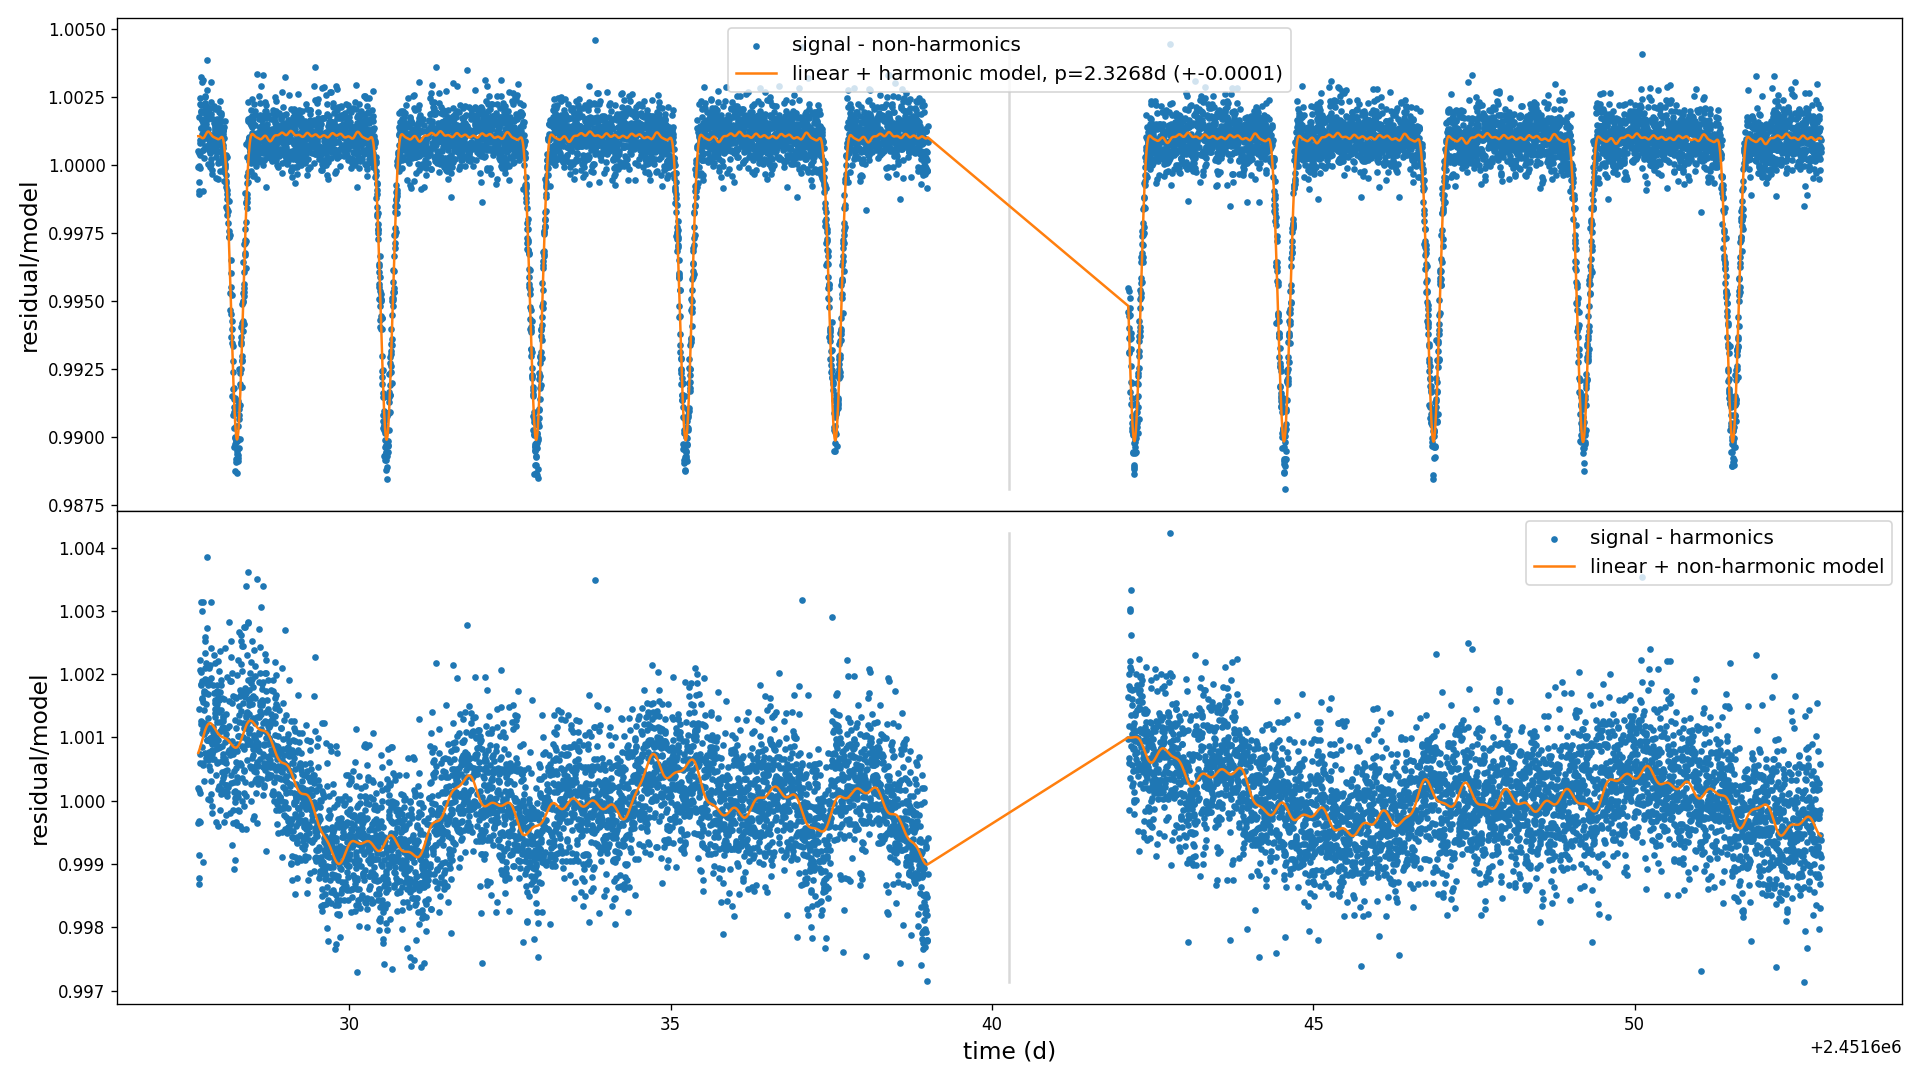 signal - non-harmonics
linear + harmonic model, p=2.3268d (+-0.0001)
1.0050
1.0025
1.0000
0.9975
0.9950
0.9925
0.9900
0.9875
residual/model
signal - harmonics
linear + non-harmonic model
1.004
1.003
1.002
1.001
1.000
0.999
0.998
0.997
residual/model
30
35
40
45
50
time (d)
+2.4516e6